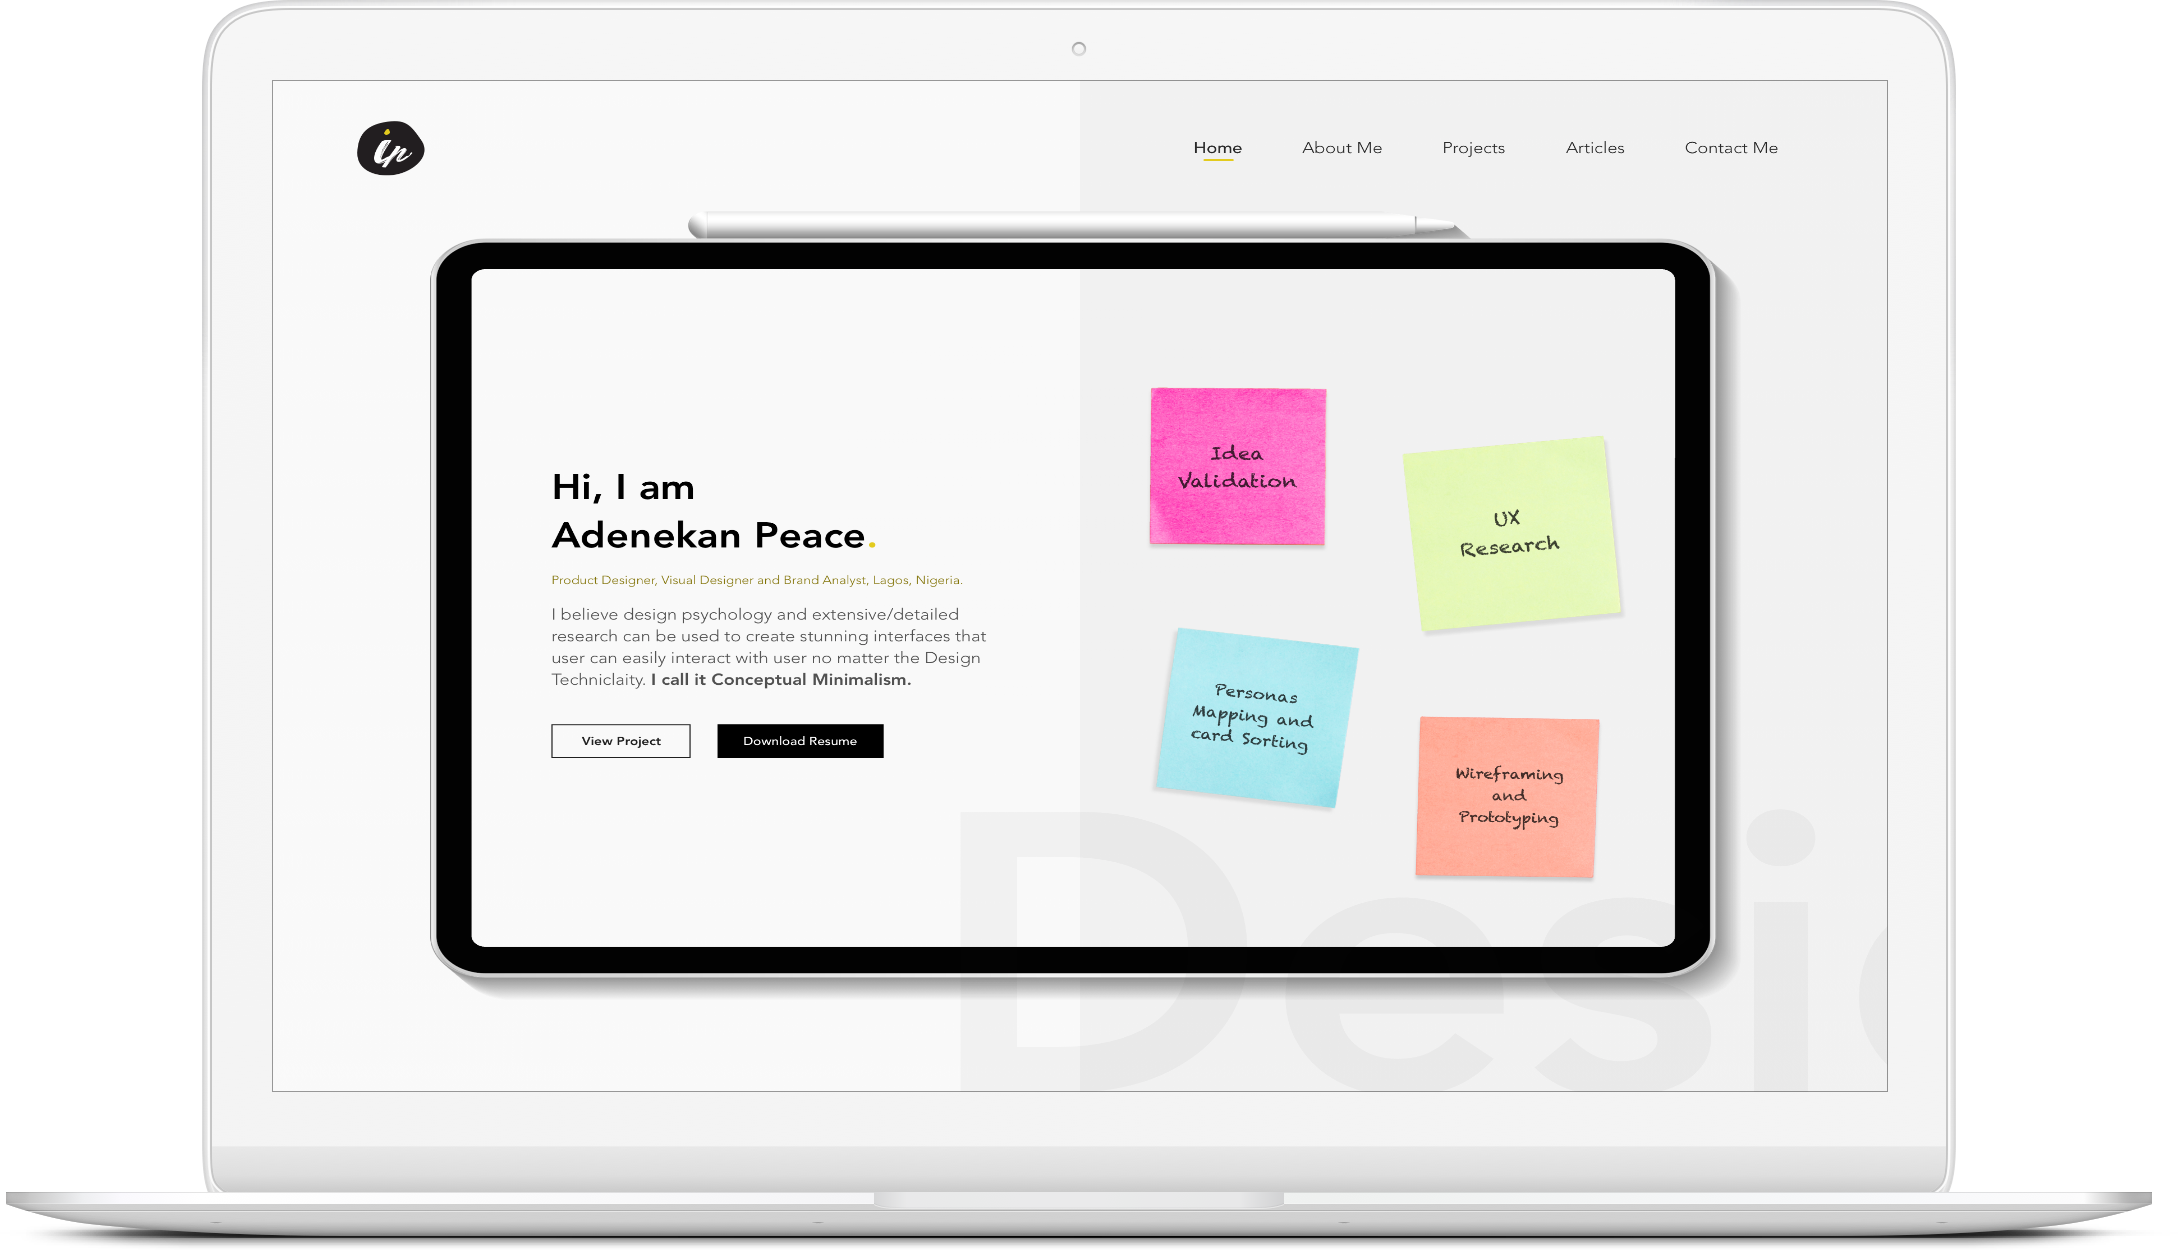 ip
Home
About Me
Projects
Articles
Contact Me
Hi, I am
Adenekan Peace.
Product Designer, Visual Designer and Brand Analyst, Lagos, Nigeria.
I believe design psychology and extensive/detailed
research can be used to create stunning interfaces that
user can easily interact with user no matter the Design
Techniclaity. I call it Conceptual Minimalism.
View Project
Download Resume
Idea
Validation
UX
Research
Personas
Mapping and
card Sorting
Wireframing
and
Prototyping
Desi